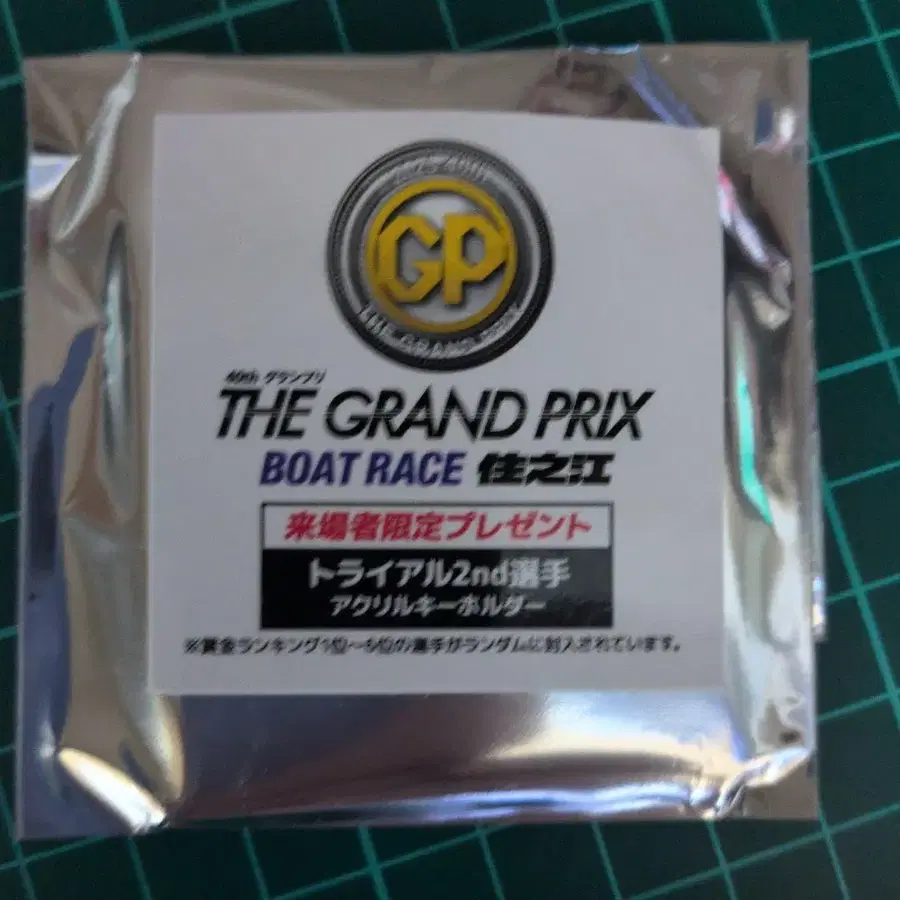 2025 40th
GP
THE GRAND PRIX
40th グランプリ
THE GRAND PRIX
BOAT RACE 住之江
来場者限定プレゼント
トライアル2nd選手
アクリルキーホルダー
※賞金ランキング1位〜6位の選手がランダムに封入されています。